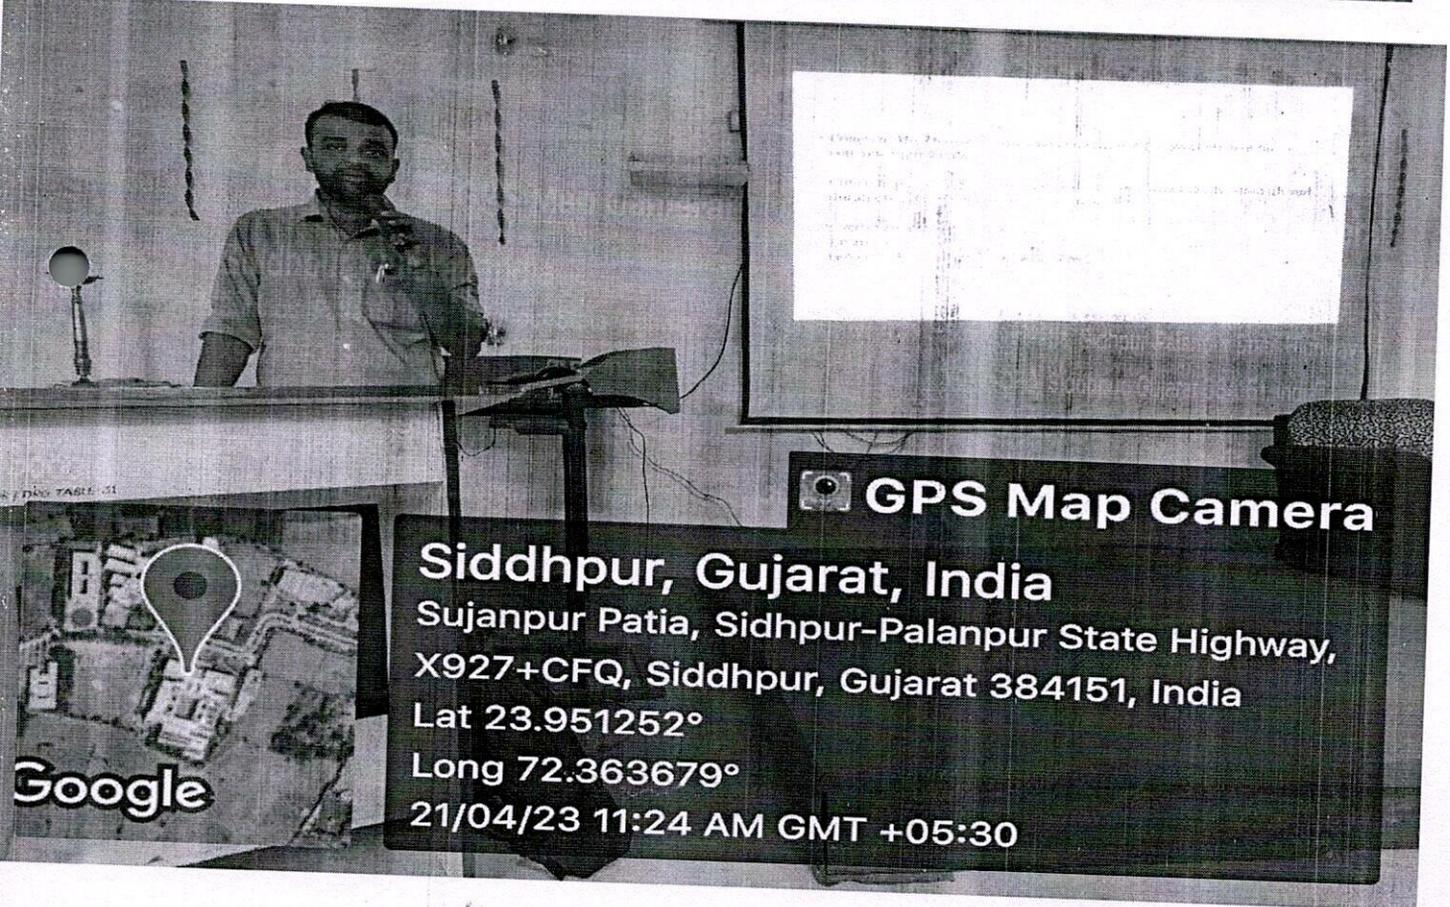 GPS Map Camera
Siddhpur, Gujarat, India
Sujanpur Patia, Sidhpur-Palanpur State Highway,
X927+CFQ, Siddhpur, Gujarat 384151, India
Lat 23.951252°
Long 72.363679°
21/04/23 11:24 AM GMT +05:30
Google
TABLE